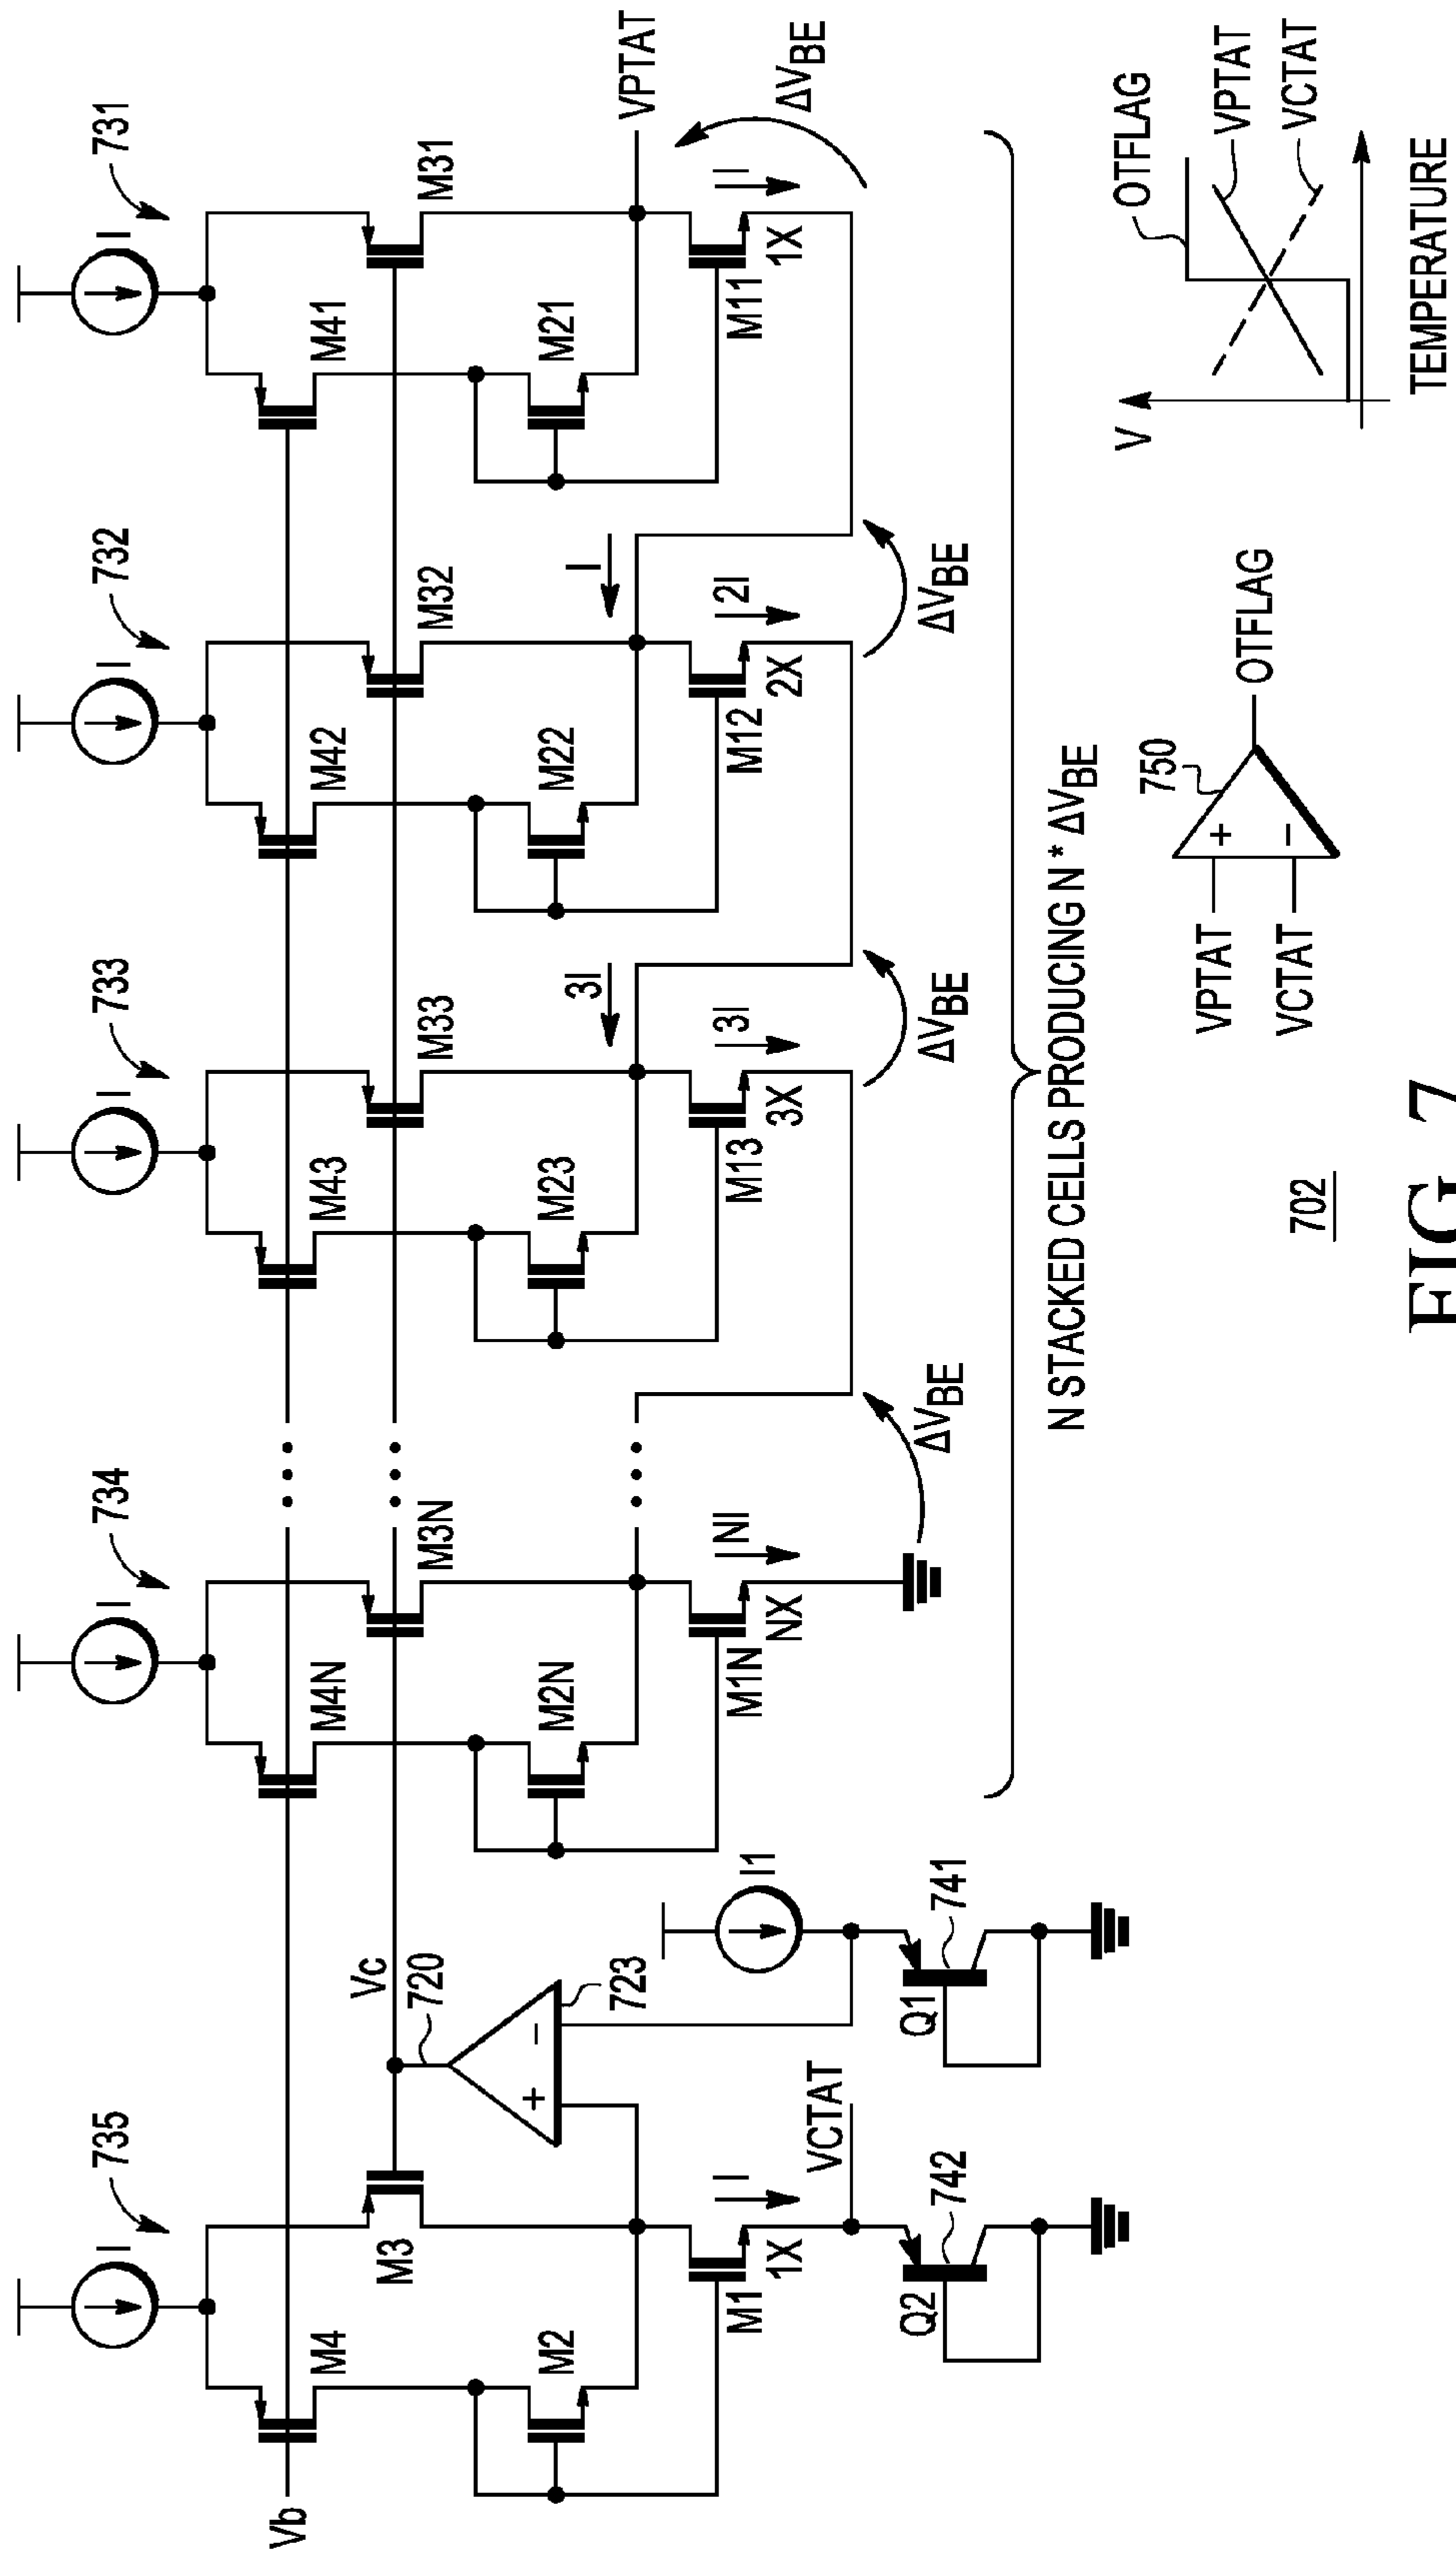 735
734
733
732
731
I
I
I
I
I
M4
M3
M4N
M3N
M43
M33
M42
M32
M41
M31
Vb
Vc
720
+
−
723
M2
M2N
M23
M22
M21
3I
I
VPTAT
M1
1X
I
I1
M1N
NX
NI
M13
3X
3I
M12
2X
2I
M11
1X
I
VCTAT
Q2
742
Q1
741
ΔVBE
ΔVBE
ΔVBE
ΔVBE
N STACKED CELLS PRODUCING N * ΔVBE
VPTAT
VCTAT
+
−
750
OTFLAG
V
OTFLAG
VPTAT
VCTAT
TEMPERATURE
702
FIG 7